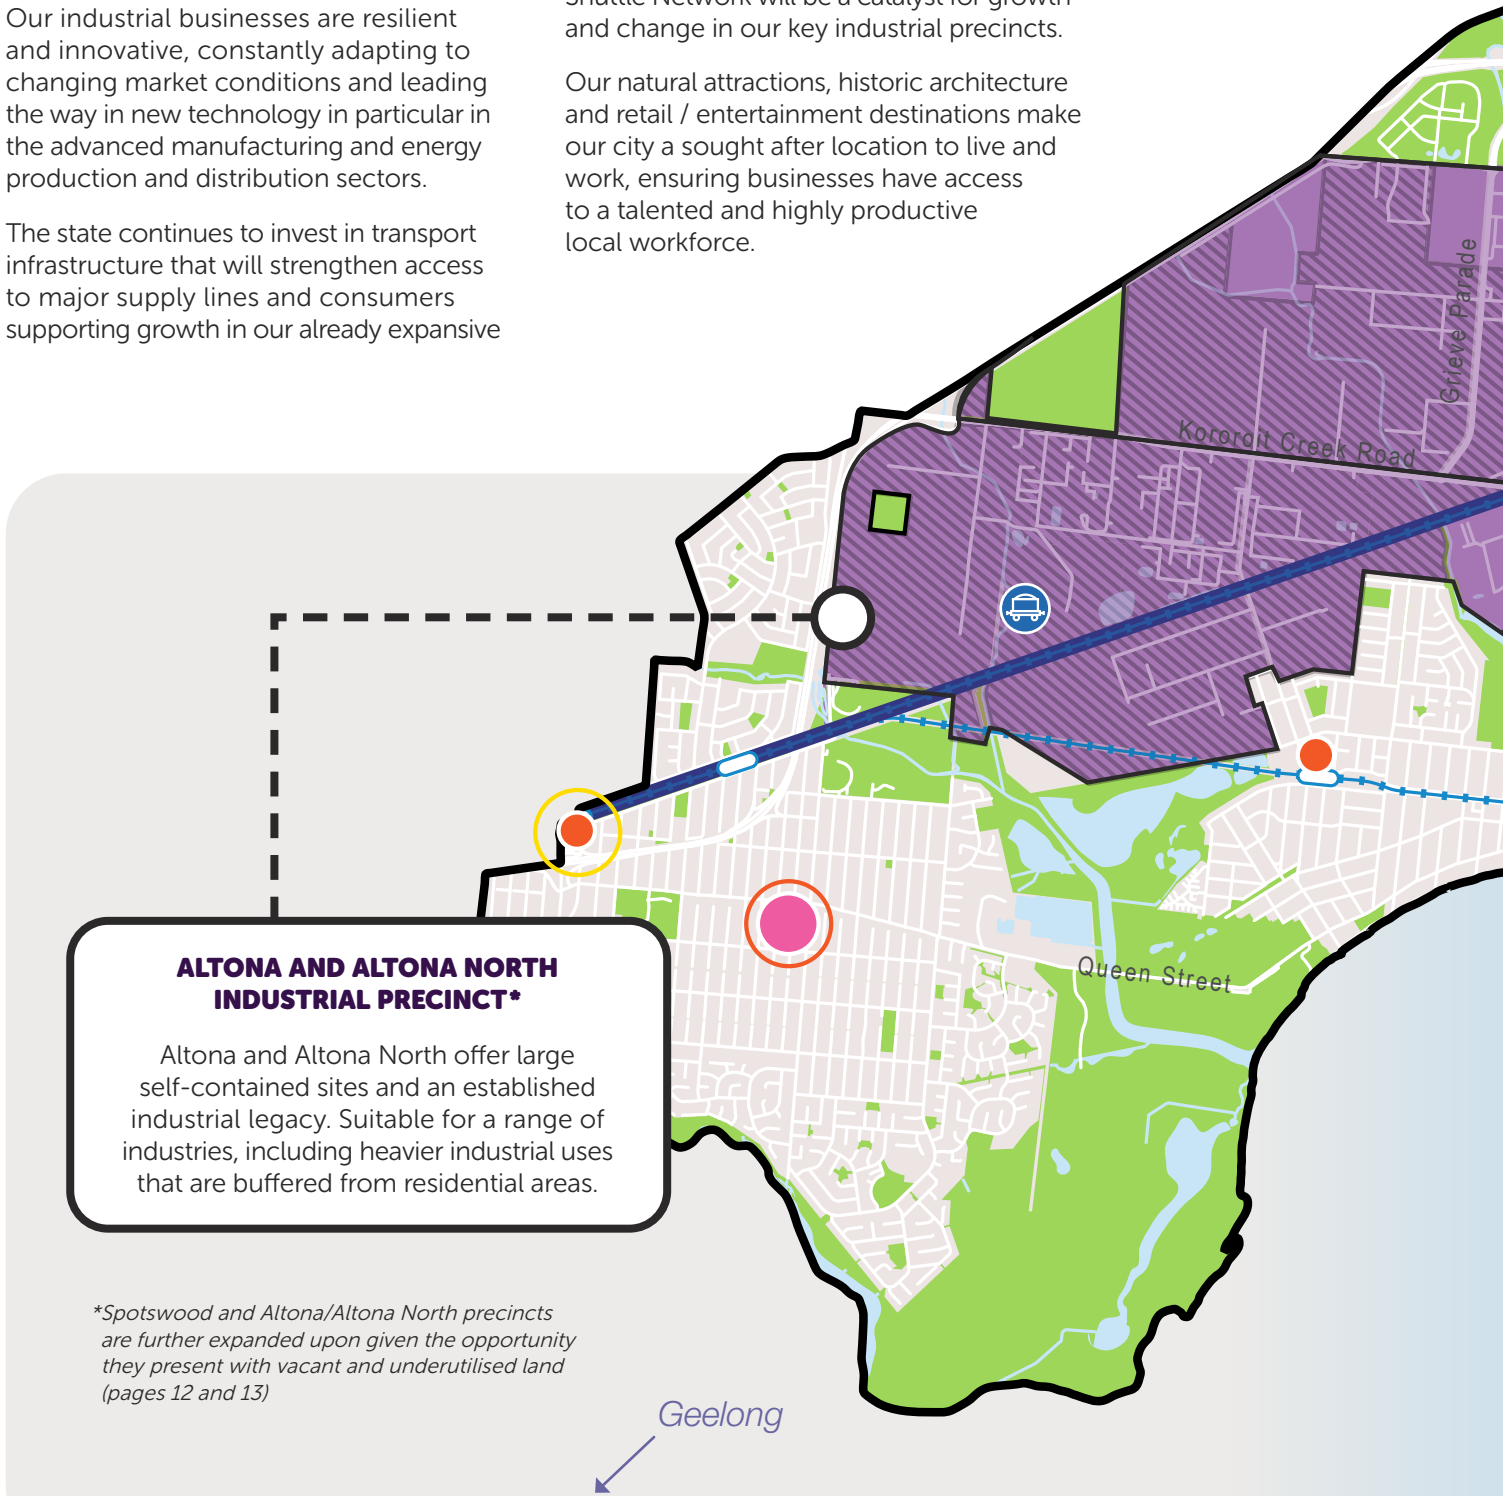 Our industrial businesses are resilient
and innovative, constantly adapting to
changing market conditions and leading
the way in new technology in particular in
the advanced manufacturing and energy
production and distribution sectors.
The state continues to invest in transport
infrastructure that will strengthen access
to major supply lines and consumers
supporting growth in our already expansive
Shuttle Network will be a catalyst for growth
and change in our key industrial precincts.
Our natural attractions, historic architecture
and retail / entertainment destinations make
our city a sought after location to live and
work, ensuring businesses have access
to a talented and highly productive
local workforce.
Grieve Parade
Kororoit Creek Road
Queen Street
ALTONA AND ALTONA NORTH
INDUSTRIAL PRECINCT*
Altona and Altona North offer large
self-contained sites and an established
industrial legacy. Suitable for a range of
industries, including heavier industrial uses
that are buffered from residential areas.
*Spotswood and Altona/Altona North precincts
are further expanded upon given the opportunity
they present with vacant and underutilised land
(pages 12 and 13)
Geelong